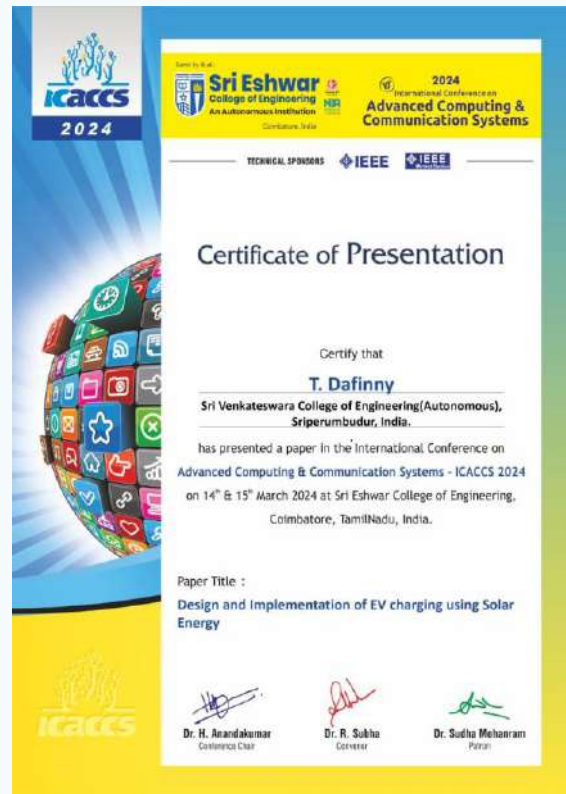 icaccs
2024
Sri Eshwar
College of Engineering
An Autonomous Institution
Coimbatore, India
2024
International Conference on
Advanced Computing &
Communication Systems
TECHNICAL SPONSORS IEEE IEEE
Certificate of Presentation
Certify that
T. Dafinny
Sri Venkateswara College of Engineering(Autonomous),
Sriperumbudur, India.
has presented a paper in the International Conference on
Advanced Computing & Communication Systems - ICACCS 2024
on 14th & 15th March 2024 at Sri Eshwar College of Engineering,
Coimbatore, TamilNadu, India.
Paper Title :
Design and Implementation of EV charging using Solar
Energy
icaccs
Dr. H. Anandakumar
Conference Chair
Dr. R. Subha
Convenor
Dr. Sudha Mohanram
Patron